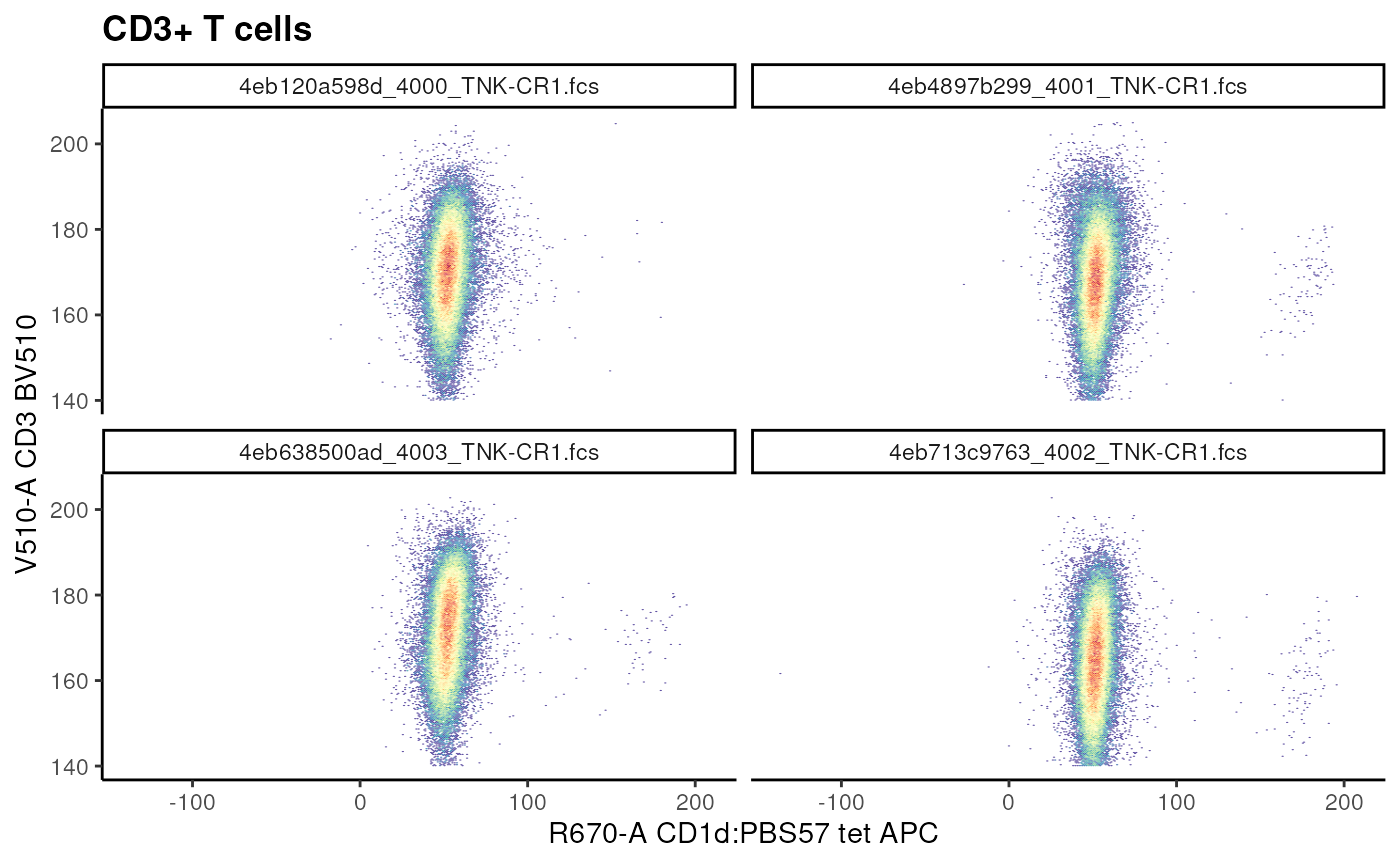 CD3+ T cells
4eb120a598d_4000_TNK-CR1.fcs
4eb4897b299_4001_TNK-CR1.fcs
200
180
160
140
4eb638500ad_4003_TNK-CR1.fcs
4eb713c9763_4002_TNK-CR1.fcs
200
180
160
140
V510-A CD3 BV510
-100
0
100
200
-100
0
100
200
R670-A CD1d:PBS57 tet APC